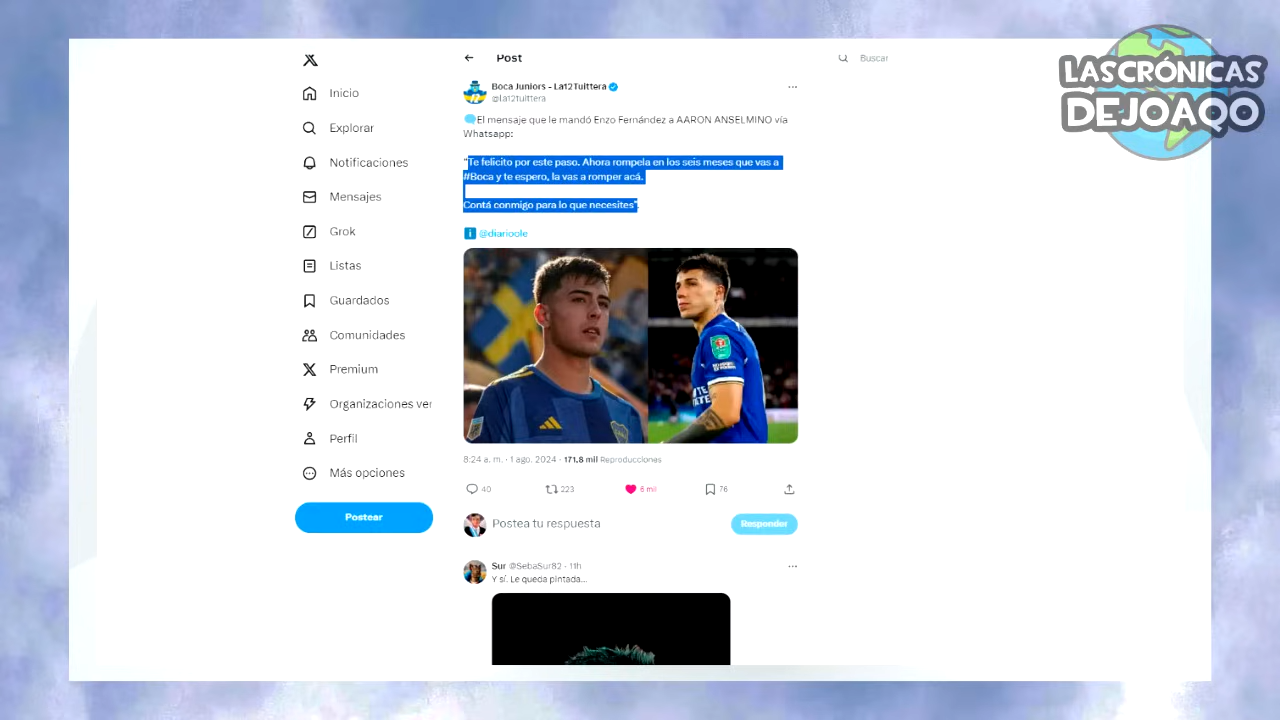 LAS CRÓNICAS
DE JOAQO
Post
Buscar
Inicio
Explorar
Notificaciones
Mensajes
Grok
Listas
Guardados
Comunidades
Premium
Organizaciones ver
Perfil
Más opciones
Postear
Boca Juniors - La12Tuittera
@la12tuittera
El mensaje que le mandó Enzo Fernández a AARON ANSELMINO vía
Whatsapp:
"Te felicito por este paso. Ahora rompela en los seis meses que vas a
#Boca y te espero, la vas a romper acá.
Contá conmigo para lo que necesites".
@diarioole
8:24 a. m. · 1 ago. 2024 · 171,8 mil Reproducciones
40
223
6 mil
76
Postea tu respuesta
Responder
Sur @SebaSur82 · 11h
Y sí. Le queda pintada...